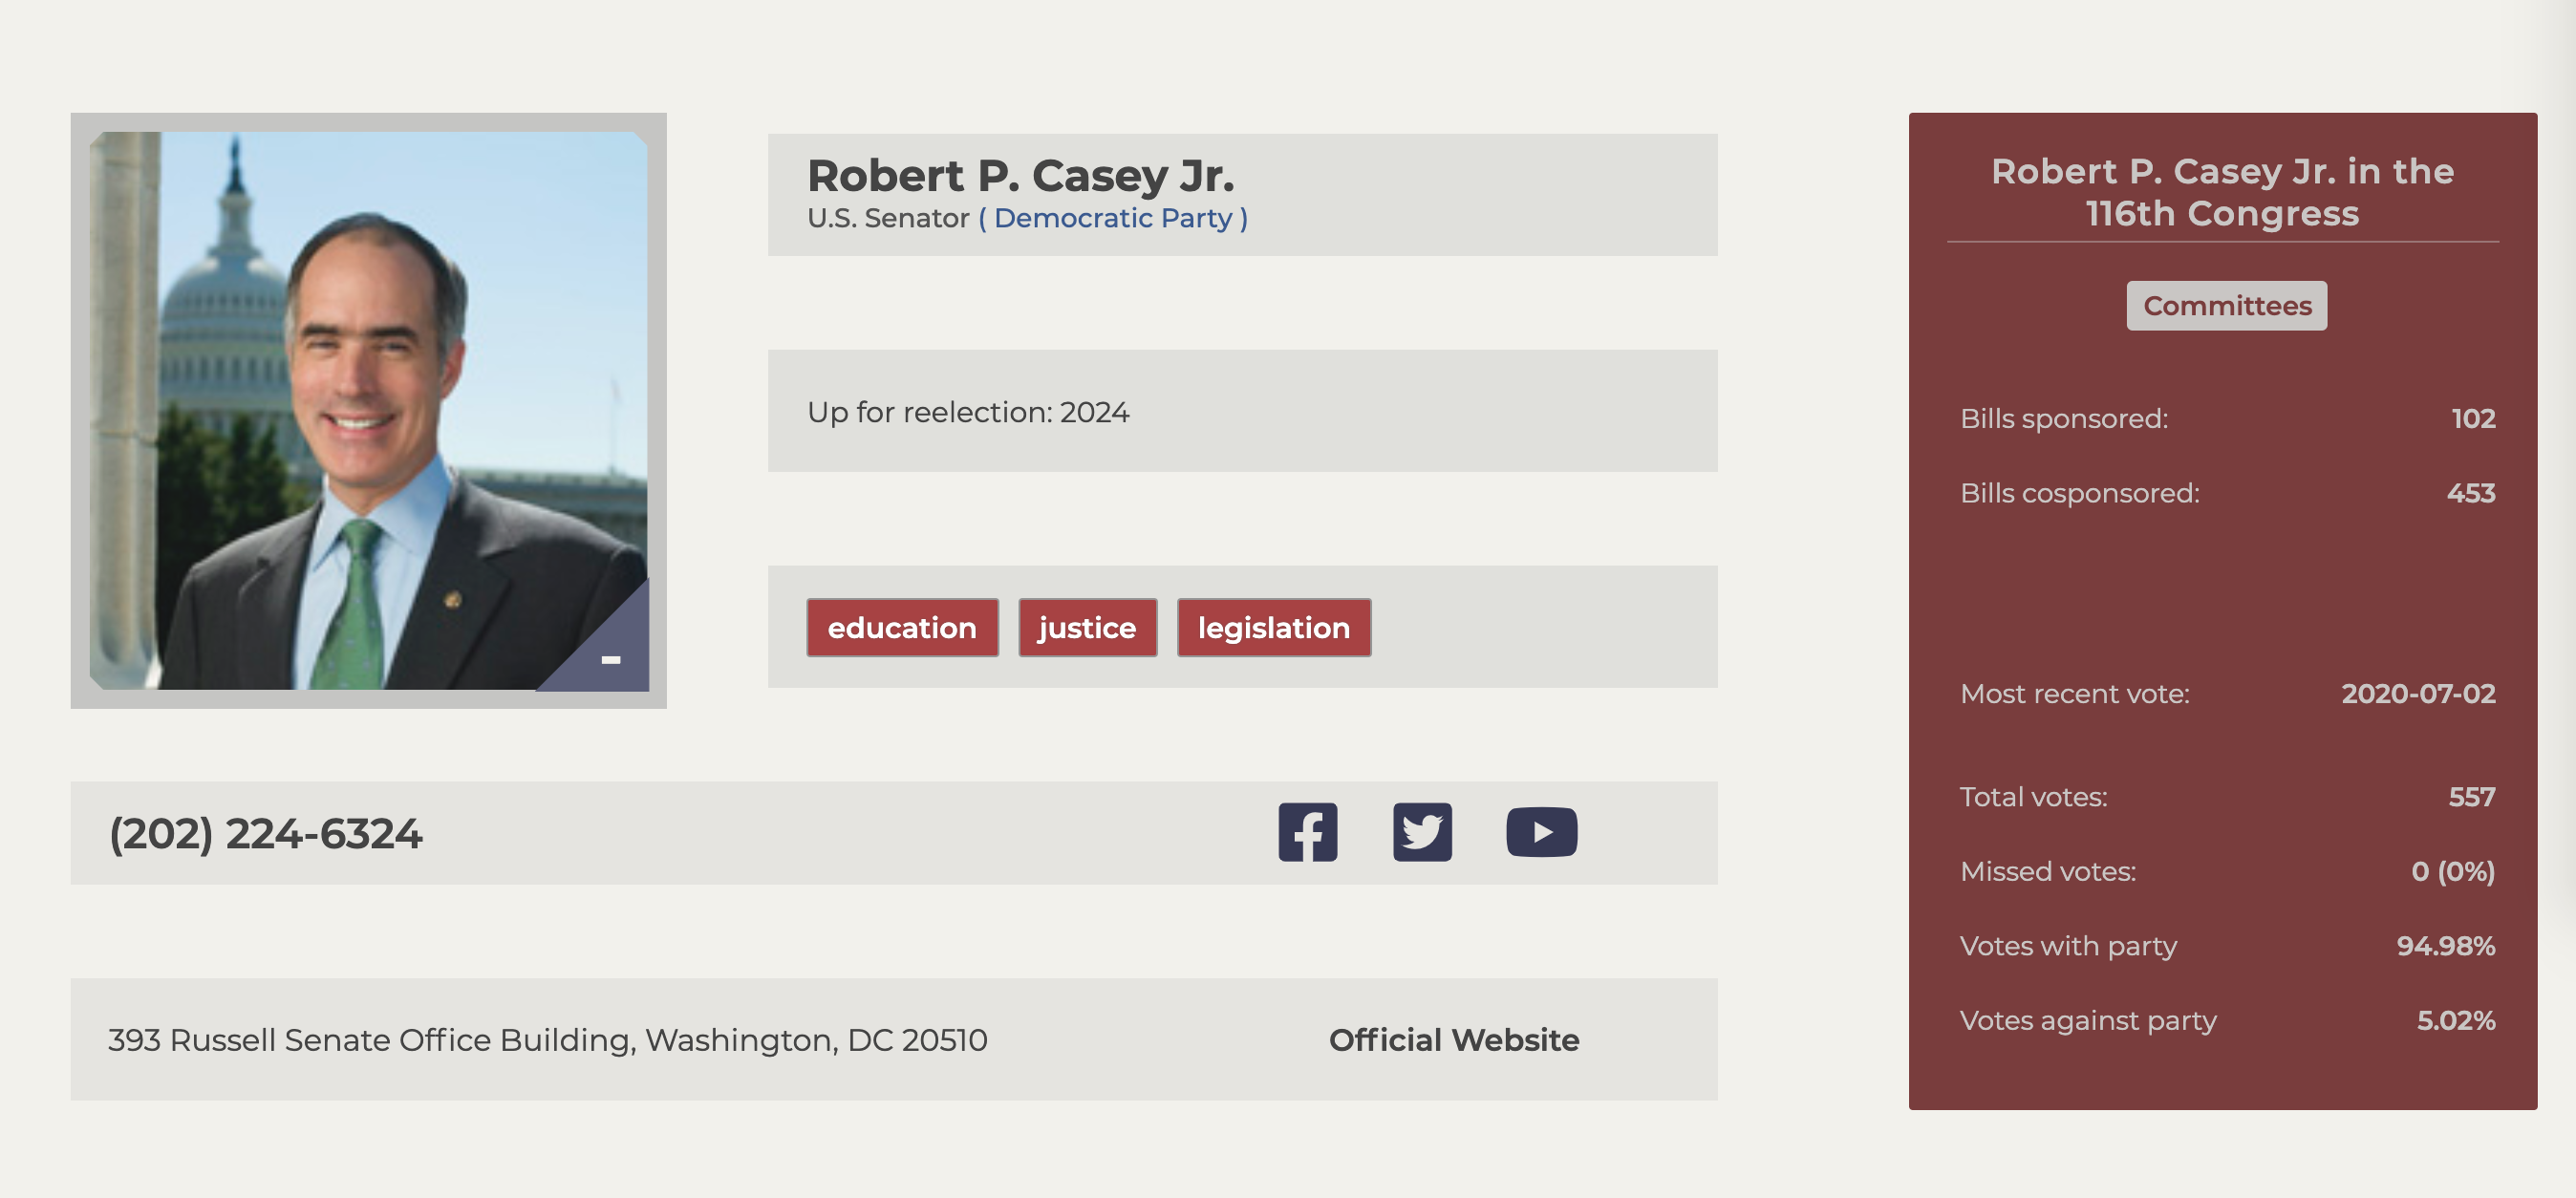 Robert P. Casey Jr.
U.S. Senator ( Democratic Party )
Up for reelection: 2024
education justice legislation
-
(202) 224-6324
393 Russell Senate Office Building, Washington, DC 20510
Official Website
Robert P. Casey Jr. in the
116th Congress
Committees
Bills sponsored: 102
Bills cosponsored: 453
Most recent vote: 2020-07-02
Total votes: 557
Missed votes: 0 (0%)
Votes with party 94.98%
Votes against party 5.02%